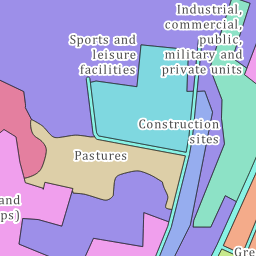 Industrial,
commercial,
public,
military and
private units
Sports and
leisure
facilities
Construction
sites
Pastures
and
ps)
Gre